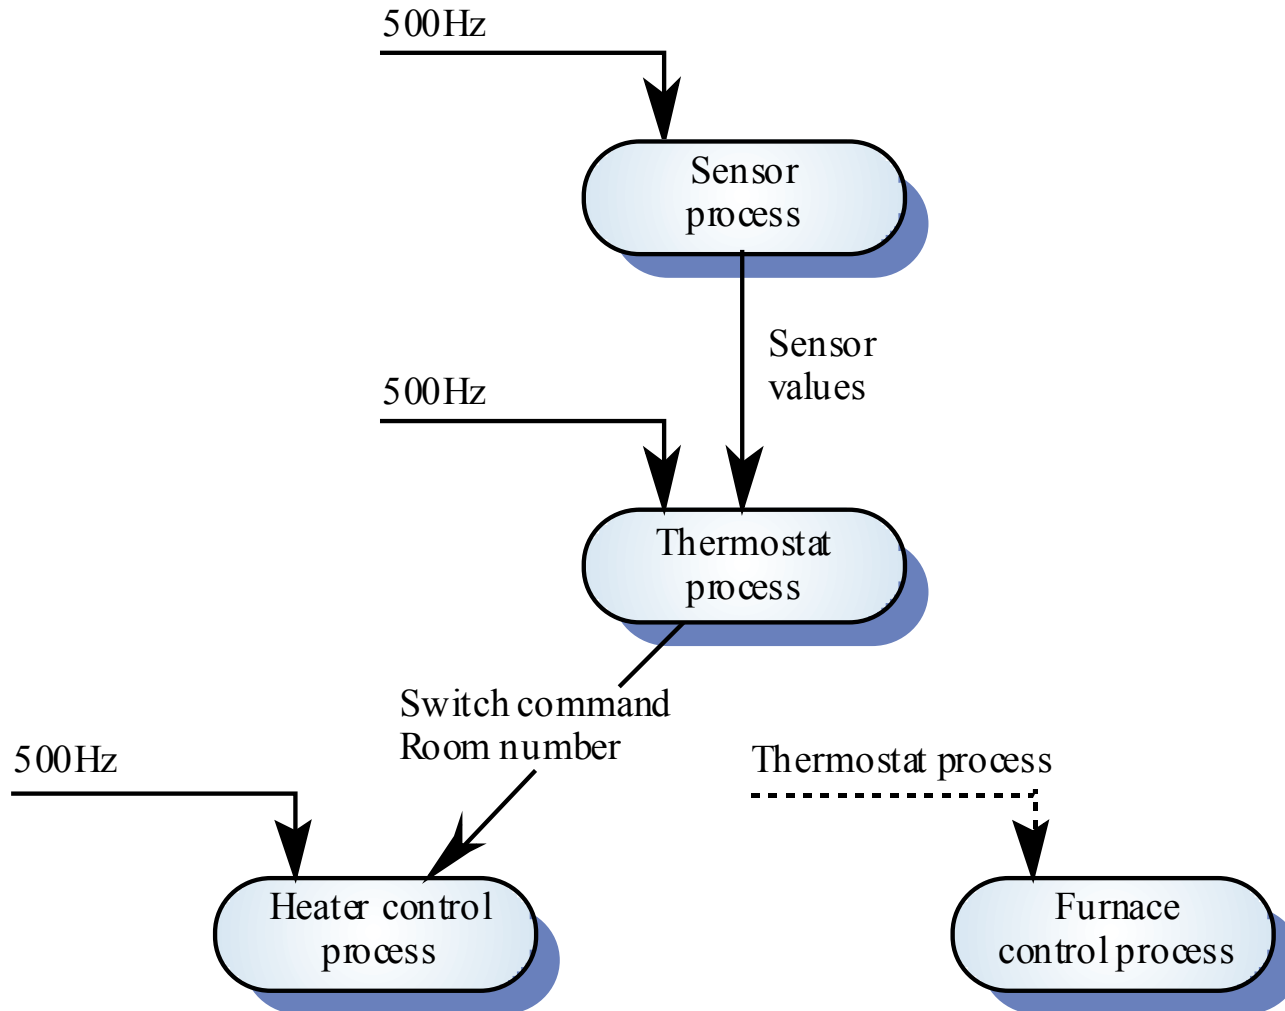 500Hz
Sensor
process
Sensor
values
500Hz
Thermostat
process
Switch command
Room number
500Hz
Thermostat process
Heater control
process
Furnace
control process